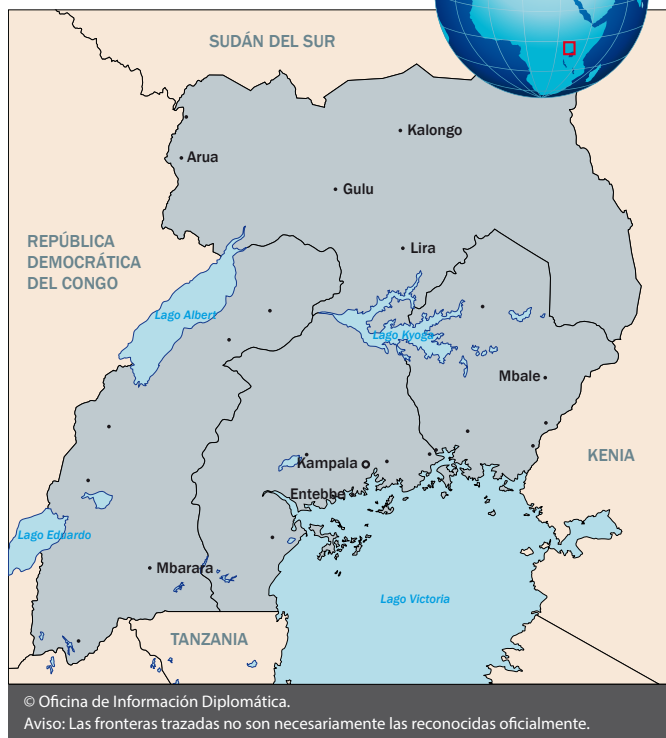 SUDÁN DEL SUR
Kalongo
Arua
Gulu
REPÚBLICA
DEMOCRÁTICA
DEL CONGO
Lira
Lago Albert
Lago Kyoga
Mbale
KENIA
Kampala
Entebbe
Lago Eduardo
Mbarara
Lago Victoria
TANZANIA
© Oficina de Información Diplomática.
Aviso: Las fronteras trazadas no son necesariamente las reconocidas oficialmente.